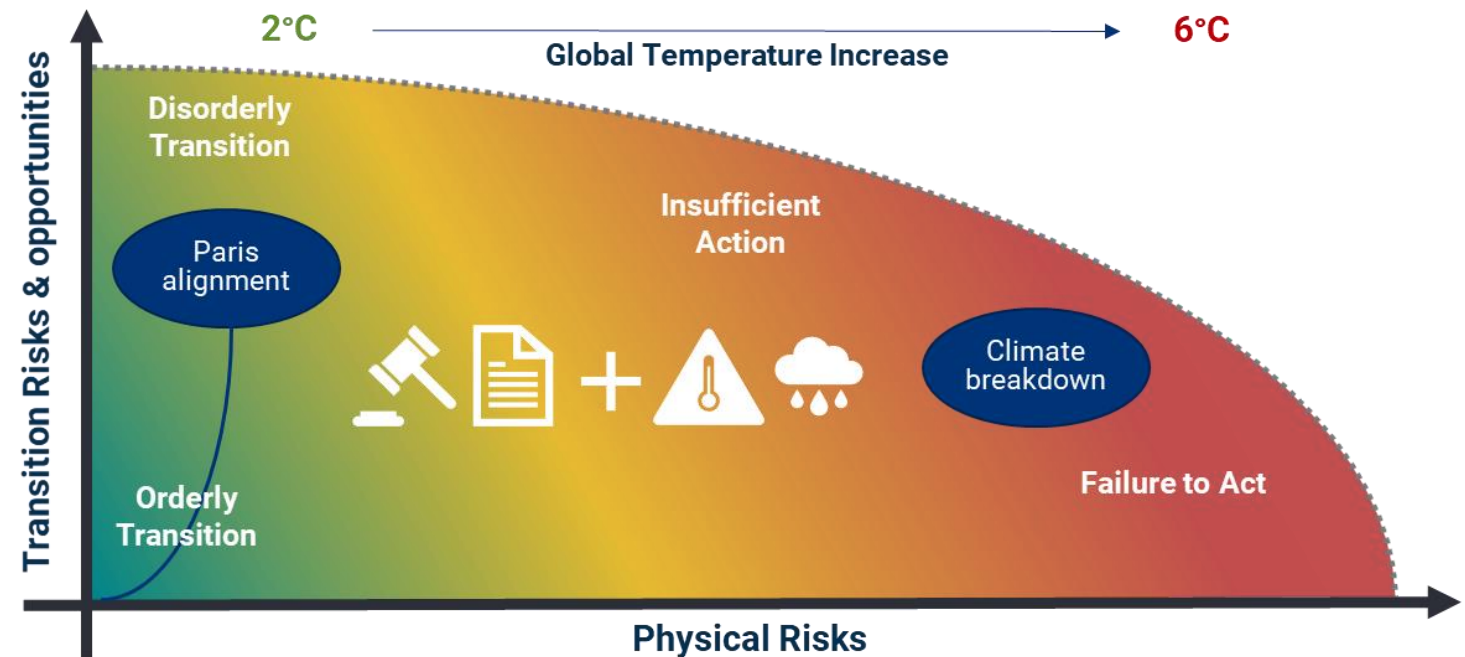 2°C
6°C
Global Temperature Increase
Transition Risks & opportunities
Disorderly
Transition
Paris
alignment
Insufficient
Action
Climate
breakdown
Orderly
Transition
Failure to Act
Physical Risks